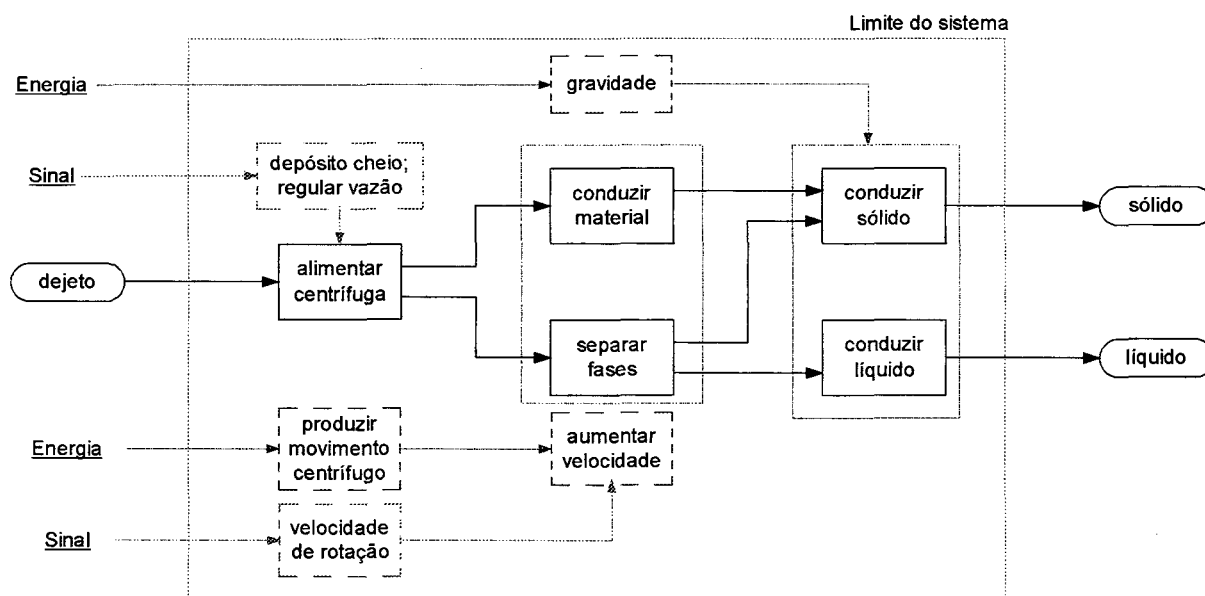 Limite do sistema
Energia
gravidade
Sinal
depósito cheio;
regular vazão
conduzir
material
conduzir
sólido
sólido
dejeto
alimentar
centrífuga
separar
fases
conduzir
líquido
líquido
Energia
produzir
movimento
centrífugo
aumentar
velocidade
Sinal
velocidade
de rotação